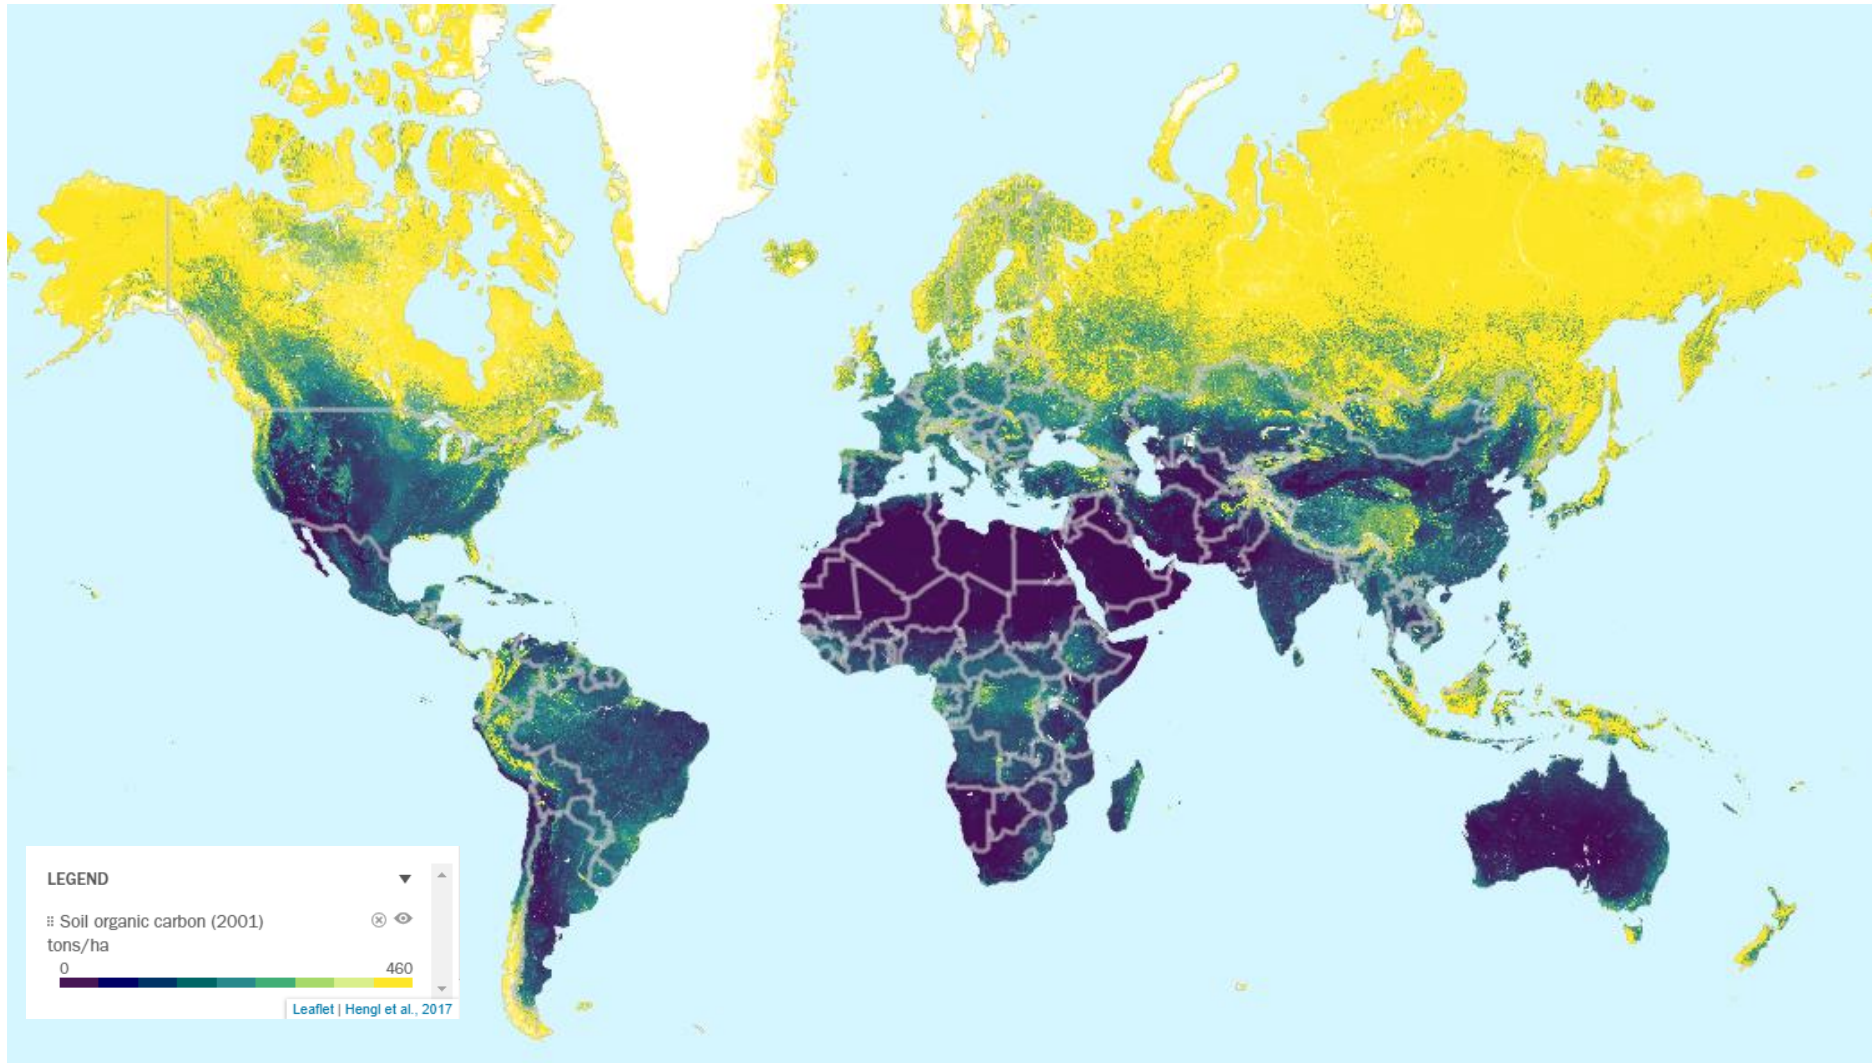 LEGEND
Soil organic carbon (2001)
tons/ha
0 460
Leaflet | Hengl et al., 2017